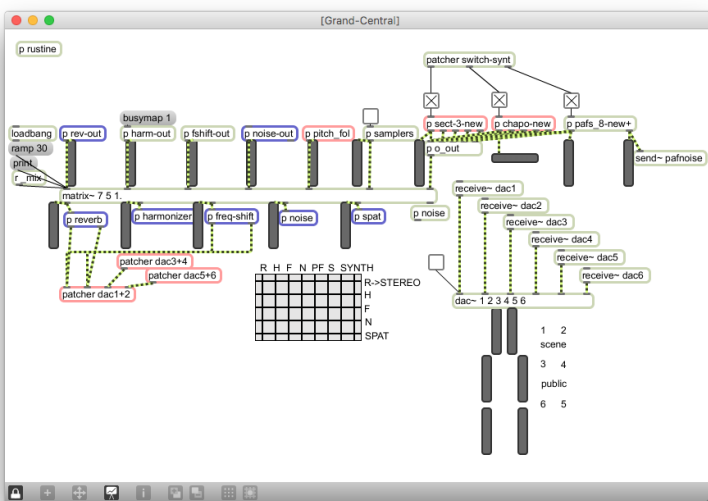 [Grand-Central]
p rustine
patcher switch-synt
busymap 1
loadbang
p rev-out
p harm-out
p fshift-out
p noise-out
p pitch_fol
p samplers
p sect-3-new
p chapo-new
p pafs_8-new+
ramp 30
print
r _mix
p o_out
send~ pafnoise
matrix~ 7 5 1.
receive~ dac1
receive~ dac2
receive~ dac3
receive~ dac4
receive~ dac5
receive~ dac6
p reverb
p harmonizer
p freq-shift
p noise
p spat
p noise
patcher dac3+4
patcher dac5+6
patcher dac1+2
R H F N PF S SYNTH
R->STEREO
H
F
N
SPAT
dac~ 1 2 3 4 5 6
1 2
scene
3 4
public
6 5